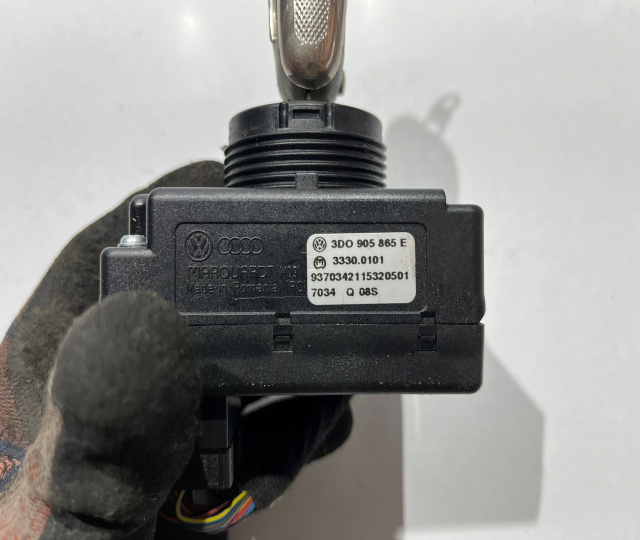 3D0 905 865 E
3330.0101
9370342115320501
7034 Q 08S
MARQUARDT
Made in Romania